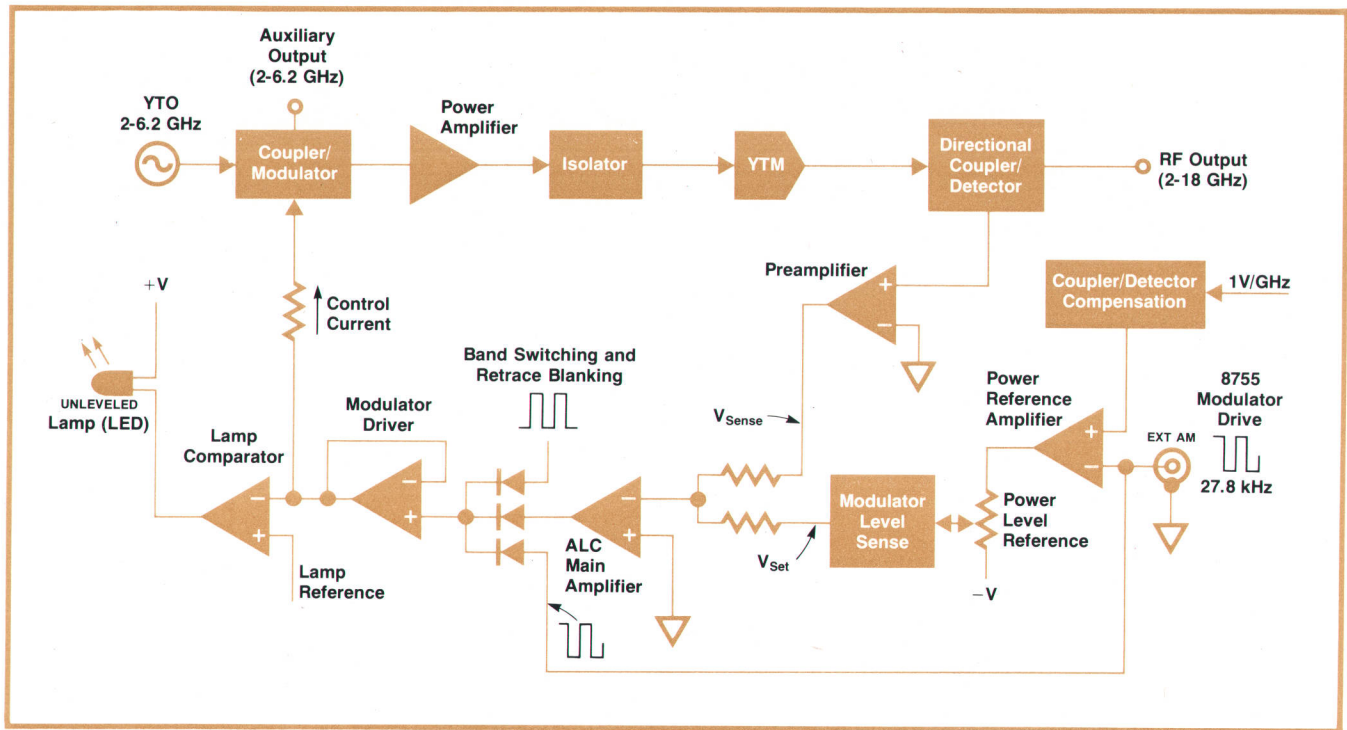 Auxiliary
Output
(2-6.2 GHz)
YTO
2-6.2 GHz
Coupler/
Modulator
Power
Amplifier
Isolator
YTM
Directional
Coupler/
Detector
RF Output
(2-18 GHz)
+V
Control
Current
UNLEVELED
Lamp (LED)
Lamp
Comparator
Lamp
Reference
Modulator
Driver
Band Switching and
Retrace Blanking
ALC
Main
Amplifier
Preamplifier
+
−
VSense
VSet
Modulator
Level
Sense
Coupler/Detector
Compensation
1V/GHz
Power
Reference
Amplifier
+
−
Power
Level
Reference
−V
EXT AM
8755
Modulator
Drive
27.8 kHz
−
+
−
+
−
+